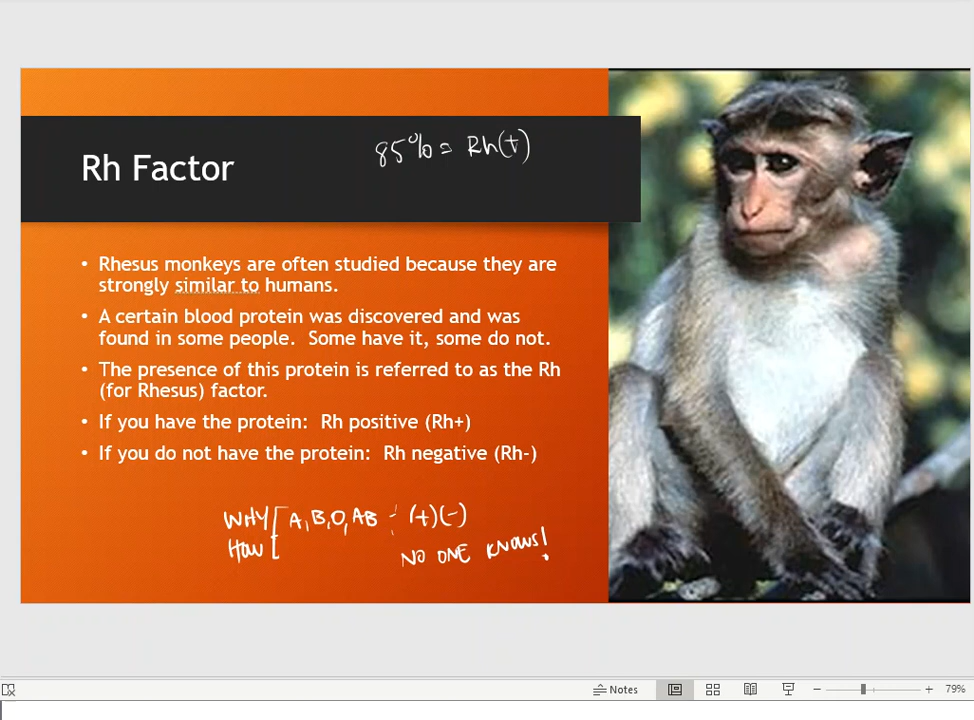 85% = Rh(+)
Rh Factor
• Rhesus monkeys are often studied because they are
strongly similar to humans.
• A certain blood protein was discovered and was
found in some people. Some have it, some do not.
• The presence of this protein is referred to as the Rh
(for Rhesus) factor.
• If you have the protein: Rh positive (Rh+)
• If you do not have the protein: Rh negative (Rh-)
WHY [ A, B, O, AB - (+)(-)
HOW
NO ONE KNOWS!
Notes
79%